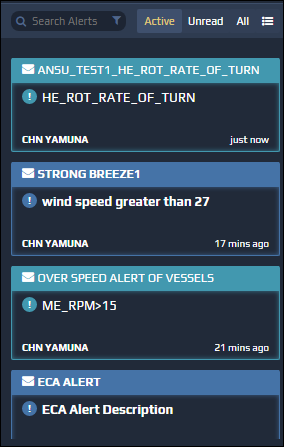 Search Alerts Active Unread All
ANSU_TEST1_HE_ROT_RATE_OF_TURN
HE_ROT_RATE_OF_TURN
CHN YAMUNA just now
STRONG BREEZE1
wind speed greater than 27
CHN YAMUNA 17 mins ago
OVER SPEED ALERT OF VESSELS
ME_RPM>15
CHN YAMUNA 21 mins ago
ECA ALERT
ECA Alert Description